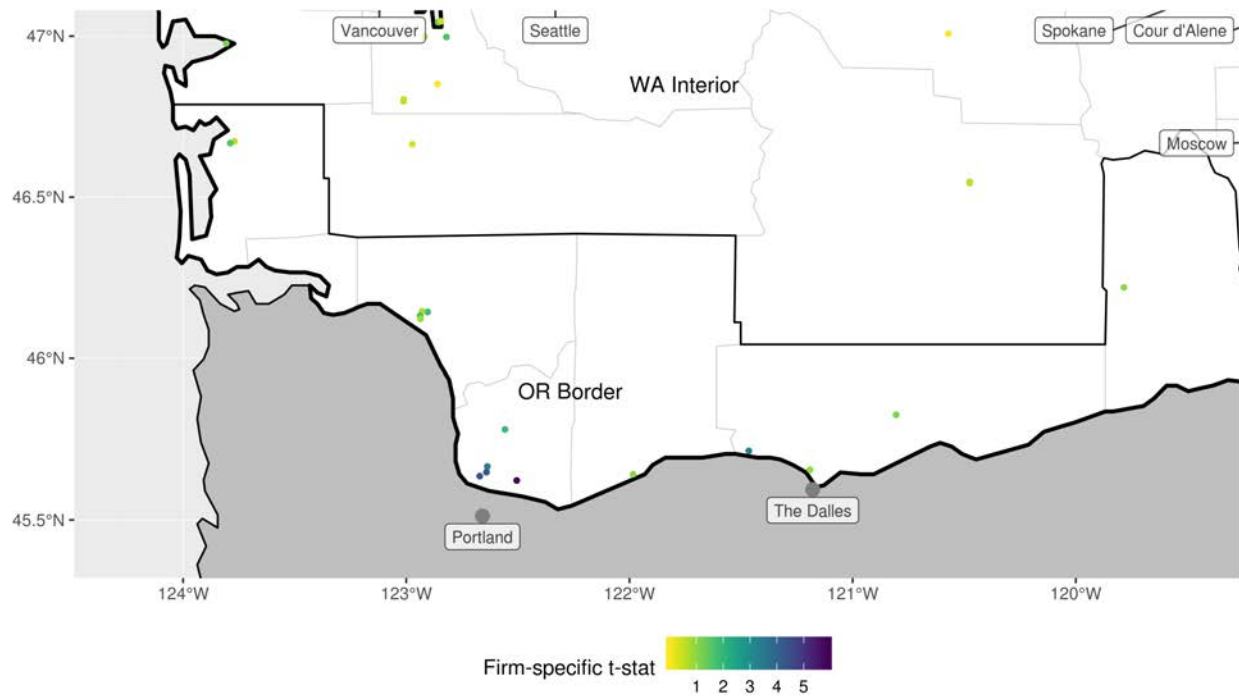 47°N
Vancouver
Seattle
Spokane
Cour d'Alene
WA Interior
Moscow
46.5°N
46°N
OR Border
45.5°N
Portland
The Dalles
124°W
123°W
122°W
121°W
120°W
Firm-specific t-stat
1 2 3 4 5